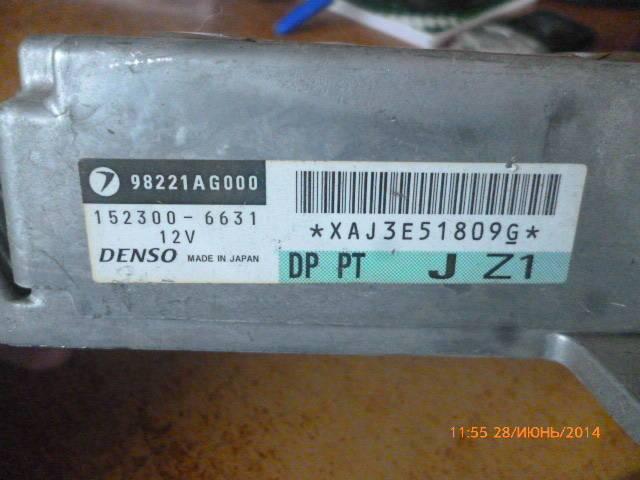 98221AG000
152300-6631
12V
DENSO MADE IN JAPAN
*XAJ3E51809G*
DP PT J Z1
11:55 28/ИЮНЬ/2014